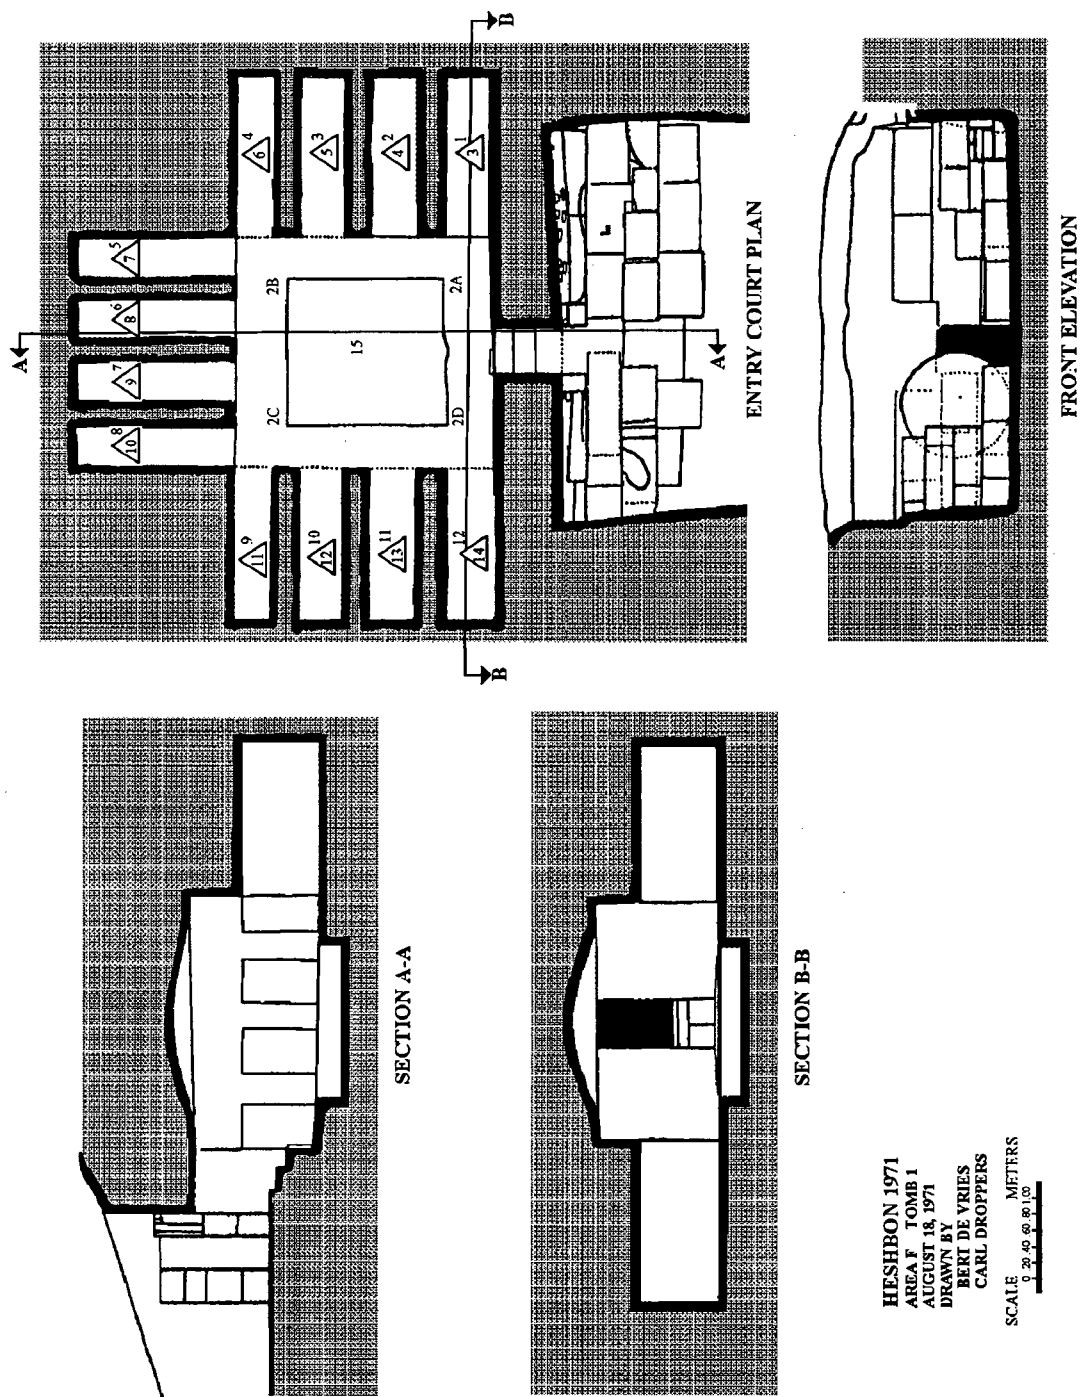 B
A
4
6
3
5
2
4
1
3
5
7
6
8
7
9
8
10
2B
2A
15
2C
2D
9
11
10
12
11
13
12
14
A
B
ENTRY COURT PLAN
FRONT ELEVATION
SECTION A-A
SECTION B-B
HESHBON 1971
AREA F TOMB 1
AUGUST 18, 1971
DRAWN BY
BERT DE VRIES
CARL DROPPERS
SCALE METERS
0 .20 .40 .60 .80 1.00